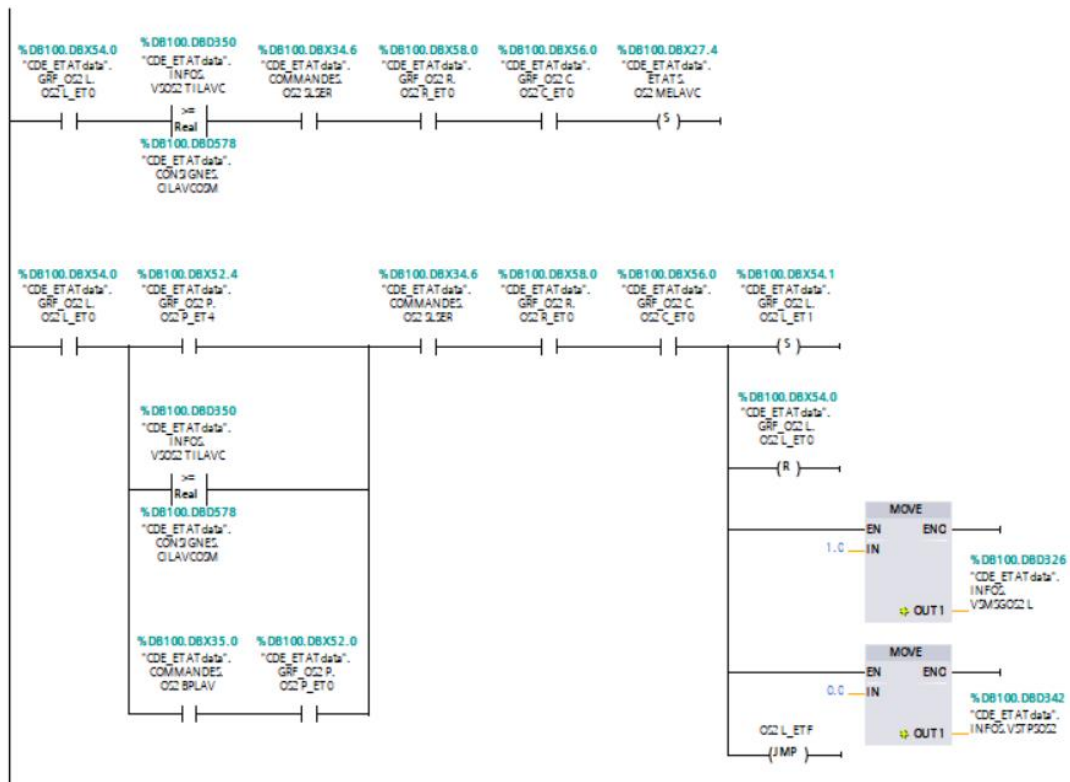 %DB100.DBX54.0
"CDE_ETATdata".
GRF_OS2L.
OS2L_ET0
%DB100.DBD350
"CDE_ETATdata".
INFOS.
VSOS2TILAVC
>=
Real
%DB100.DBD578
"CDE_ETATdata".
CONSIGNES.
CILAVCOSM
%DB100.DBX34.6
"CDE_ETATdata".
COMMANDES.
OS2SLSER
%DB100.DBX58.0
"CDE_ETATdata".
GRF_OS2R.
OS2R_ET0
%DB100.DBX56.0
"CDE_ETATdata".
GRF_OS2C.
OS2C_ET0
%DB100.DBX27.4
"CDE_ETATdata".
ETATS.
OS2MELAVC
S
%DB100.DBX54.0
"CDE_ETATdata".
GRF_OS2L.
OS2L_ET0
%DB100.DBX52.4
"CDE_ETATdata".
GRF_OS2P.
OS2P_ET4
%DB100.DBX34.6
"CDE_ETATdata".
COMMANDES.
OS2SLSER
%DB100.DBX58.0
"CDE_ETATdata".
GRF_OS2R.
OS2R_ET0
%DB100.DBX56.0
"CDE_ETATdata".
GRF_OS2C.
OS2C_ET0
%DB100.DBX54.1
"CDE_ETATdata".
GRF_OS2L.
OS2L_ET1
S
%DB100.DBD350
"CDE_ETATdata".
INFOS.
VSOS2TILAVC
>=
Real
%DB100.DBD578
"CDE_ETATdata".
CONSIGNES.
CILAVCOSM
%DB100.DBX54.0
"CDE_ETATdata".
GRF_OS2L.
OS2L_ET0
R
MOVE
EN ENO
1.0 IN
%DB100.DBD326
"CDE_ETATdata".
INFOS.
VSMSGOS2L
OUT1
%DB100.DBX35.0
"CDE_ETATdata".
COMMANDES.
OS2BPLAV
%DB100.DBX52.0
"CDE_ETATdata".
GRF_OS2P.
OS2P_ET0
MOVE
EN ENO
0.0 IN
%DB100.DBD342
"CDE_ETATdata".
INFOS.VSTPSOS2
OUT1
OS2L_ETF
JMP